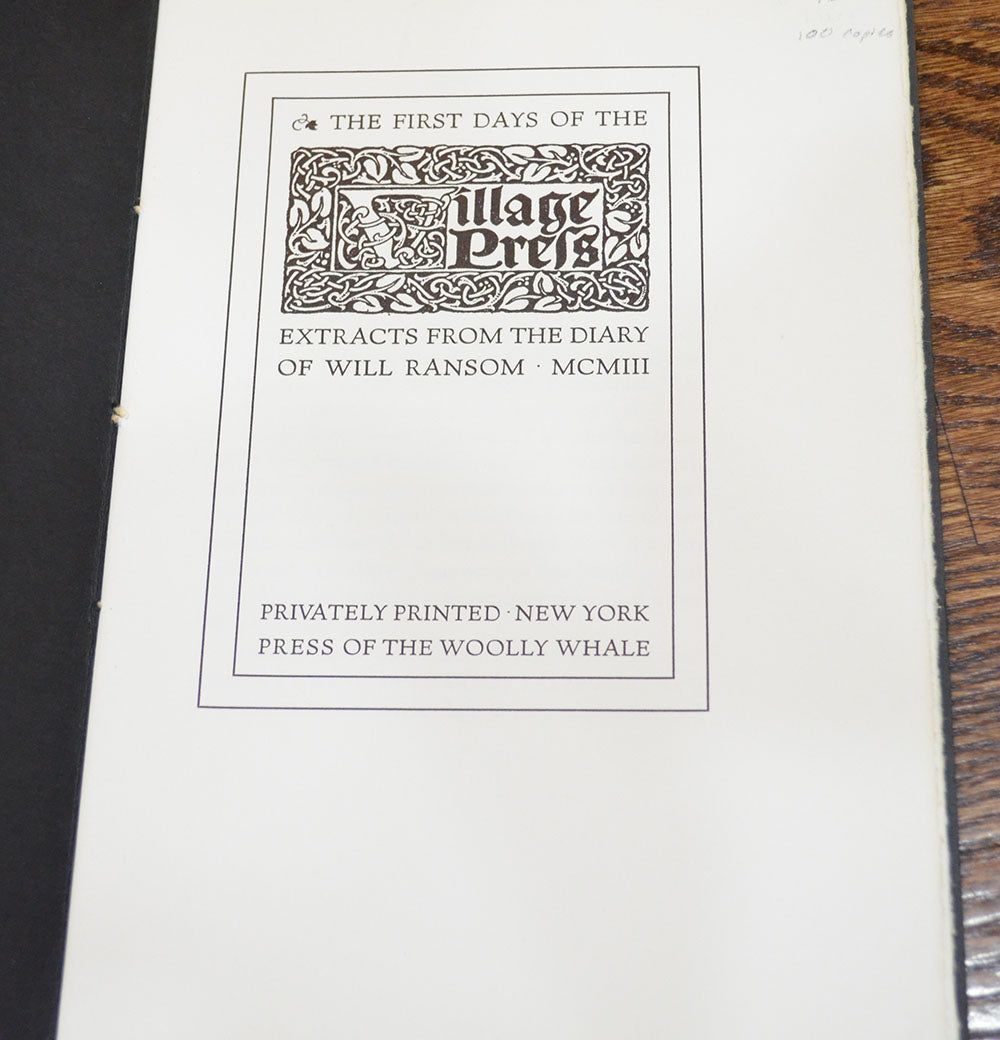 100 copies
THE FIRST DAYS OF THE
Village
Preſs
EXTRACTS FROM THE DIARY
OF WILL RANSOM · MCMIII
PRIVATELY PRINTED · NEW YORK
PRESS OF THE WOOLLY WHALE